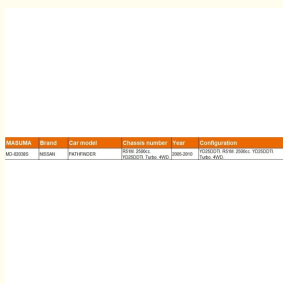 MASUMA Brand Car model Chassis number Year Configuration
MO-820385 NISSAN PATHFINDER R51M. 2500cc. YD25DDTI. Turbo. 4WD 2005-2010 YD25DDTI. R51M. 2500cc. YD25DDTI. Turbo. 4WD.